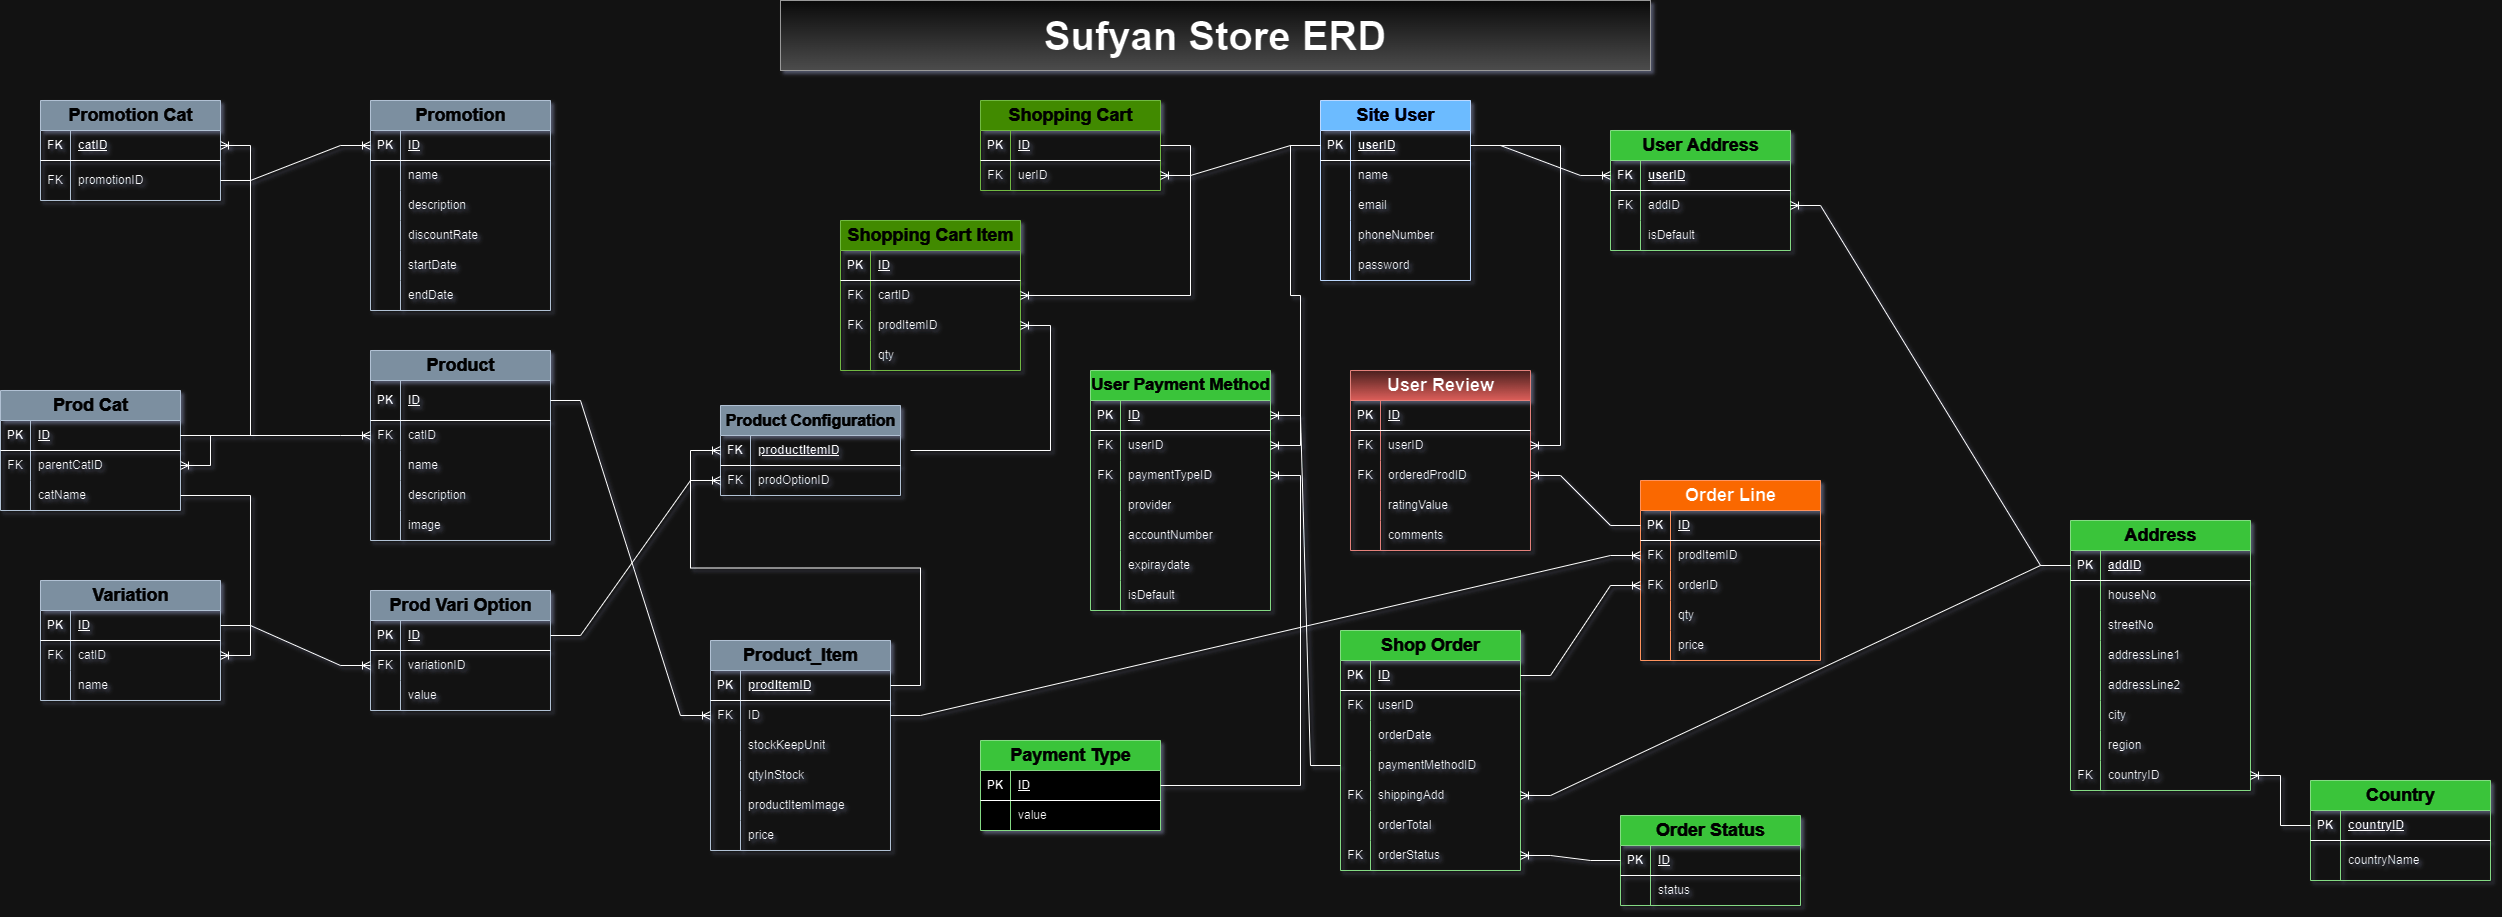 Sufyan Store ERD
Promotion Cat
FK catID
FK promotionID
Promotion
PK ID
name
description
discountRate
startDate
endDate
Shopping Cart
PK ID
FK uerID
Site User
PK userID
name
email
phoneNumber
password
User Address
FK userID
FK addID
isDefault
Shopping Cart Item
PK ID
FK cartID
FK prodItemID
qty
Product
PK ID
FK catID
name
description
image
Prod Cat
PK ID
FK parentCatID
catName
Product Configuration
FK productItemID
FK prodOptionID
User Payment Method
PK ID
FK userID
FK paymentTypeID
provider
accountNumber
expiraydate
isDefault
User Review
PK ID
FK userID
FK orderedProdID
ratingValue
comments
Order Line
PK ID
FK prodItemID
FK orderID
qty
price
Address
PK addID
houseNo
streetNo
addressLine1
addressLine2
city
region
FK countryID
Variation
PK ID
FK catID
name
Prod Vari Option
PK ID
FK variationID
value
Product_Item
PK prodItemID
FK ID
stockKeepUnit
qtyInStock
productItemImage
price
Shop Order
PK ID
FK userID
orderDate
paymentMethodID
FK shippingAdd
orderTotal
FK orderStatus
Payment Type
PK ID
value
Order Status
PK ID
status
Country
PK countryID
countryName